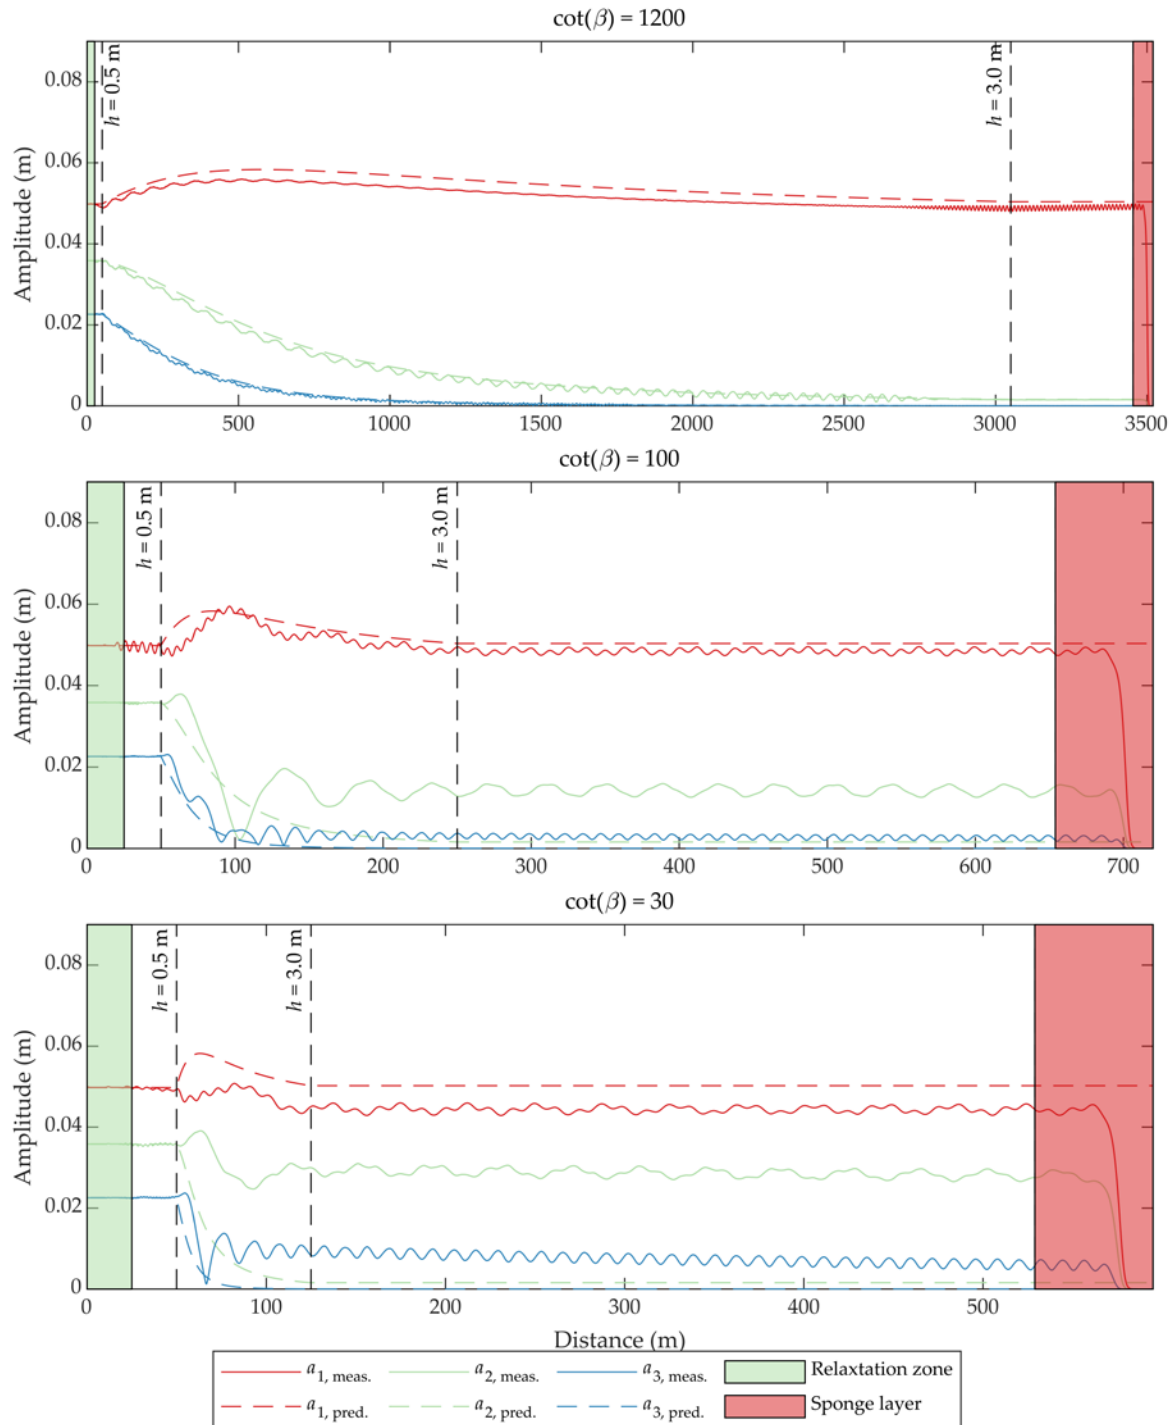 cot(β) = 1200
Amplitude (m)
0.08
0.06
0.04
0.02
0
h = 0.5 m
h = 3.0 m
0 500 1000 1500 2000 2500 3000 3500
cot(β) = 100
Amplitude (m)
0.08
0.06
0.04
0.02
0
h = 0.5 m
h = 3.0 m
0 100 200 300 400 500 600 700
cot(β) = 30
Amplitude (m)
0.08
0.06
0.04
0.02
0
h = 0.5 m
h = 3.0 m
0 100 200 300 400 500
Distance (m)
a1, meas. a2, meas. a3, meas. Relaxtation zone
a1, pred. a2, pred. a3, pred. Sponge layer